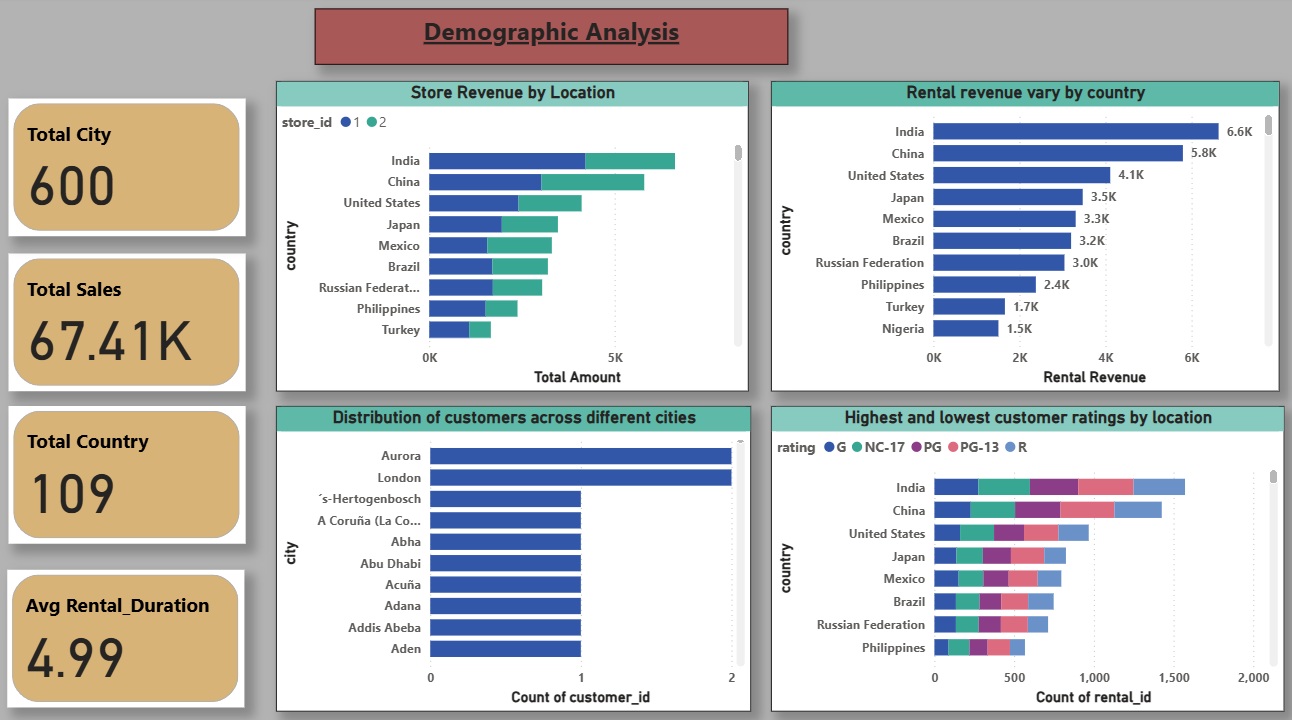 Demographic Analysis
Total City
600
Total Sales
67.41K
Total Country
109
Avg Rental_Duration
4.99
Store Revenue by Location
store_id 1 2
country
India
China
United States
Japan
Mexico
Brazil
Russian Federat...
Philippines
Turkey
0K 5K
Total Amount
Rental revenue vary by country
country
India 6.6K
China 5.8K
United States 4.1K
Japan 3.5K
Mexico 3.3K
Brazil 3.2K
Russian Federation 3.0K
Philippines 2.4K
Turkey 1.7K
Nigeria 1.5K
0K 2K 4K 6K
Rental Revenue
Distribution of customers across different cities
city
Aurora
London
´s-Hertogenbosch
A Coruña (La Co...
Abha
Abu Dhabi
Acuña
Adana
Addis Abeba
Aden
0 1 2
Count of customer_id
Highest and lowest customer ratings by location
rating G NC-17 PG PG-13 R
country
India
China
United States
Japan
Mexico
Brazil
Russian Federation
Philippines
0 500 1,000 1,500 2,000
Count of rental_id